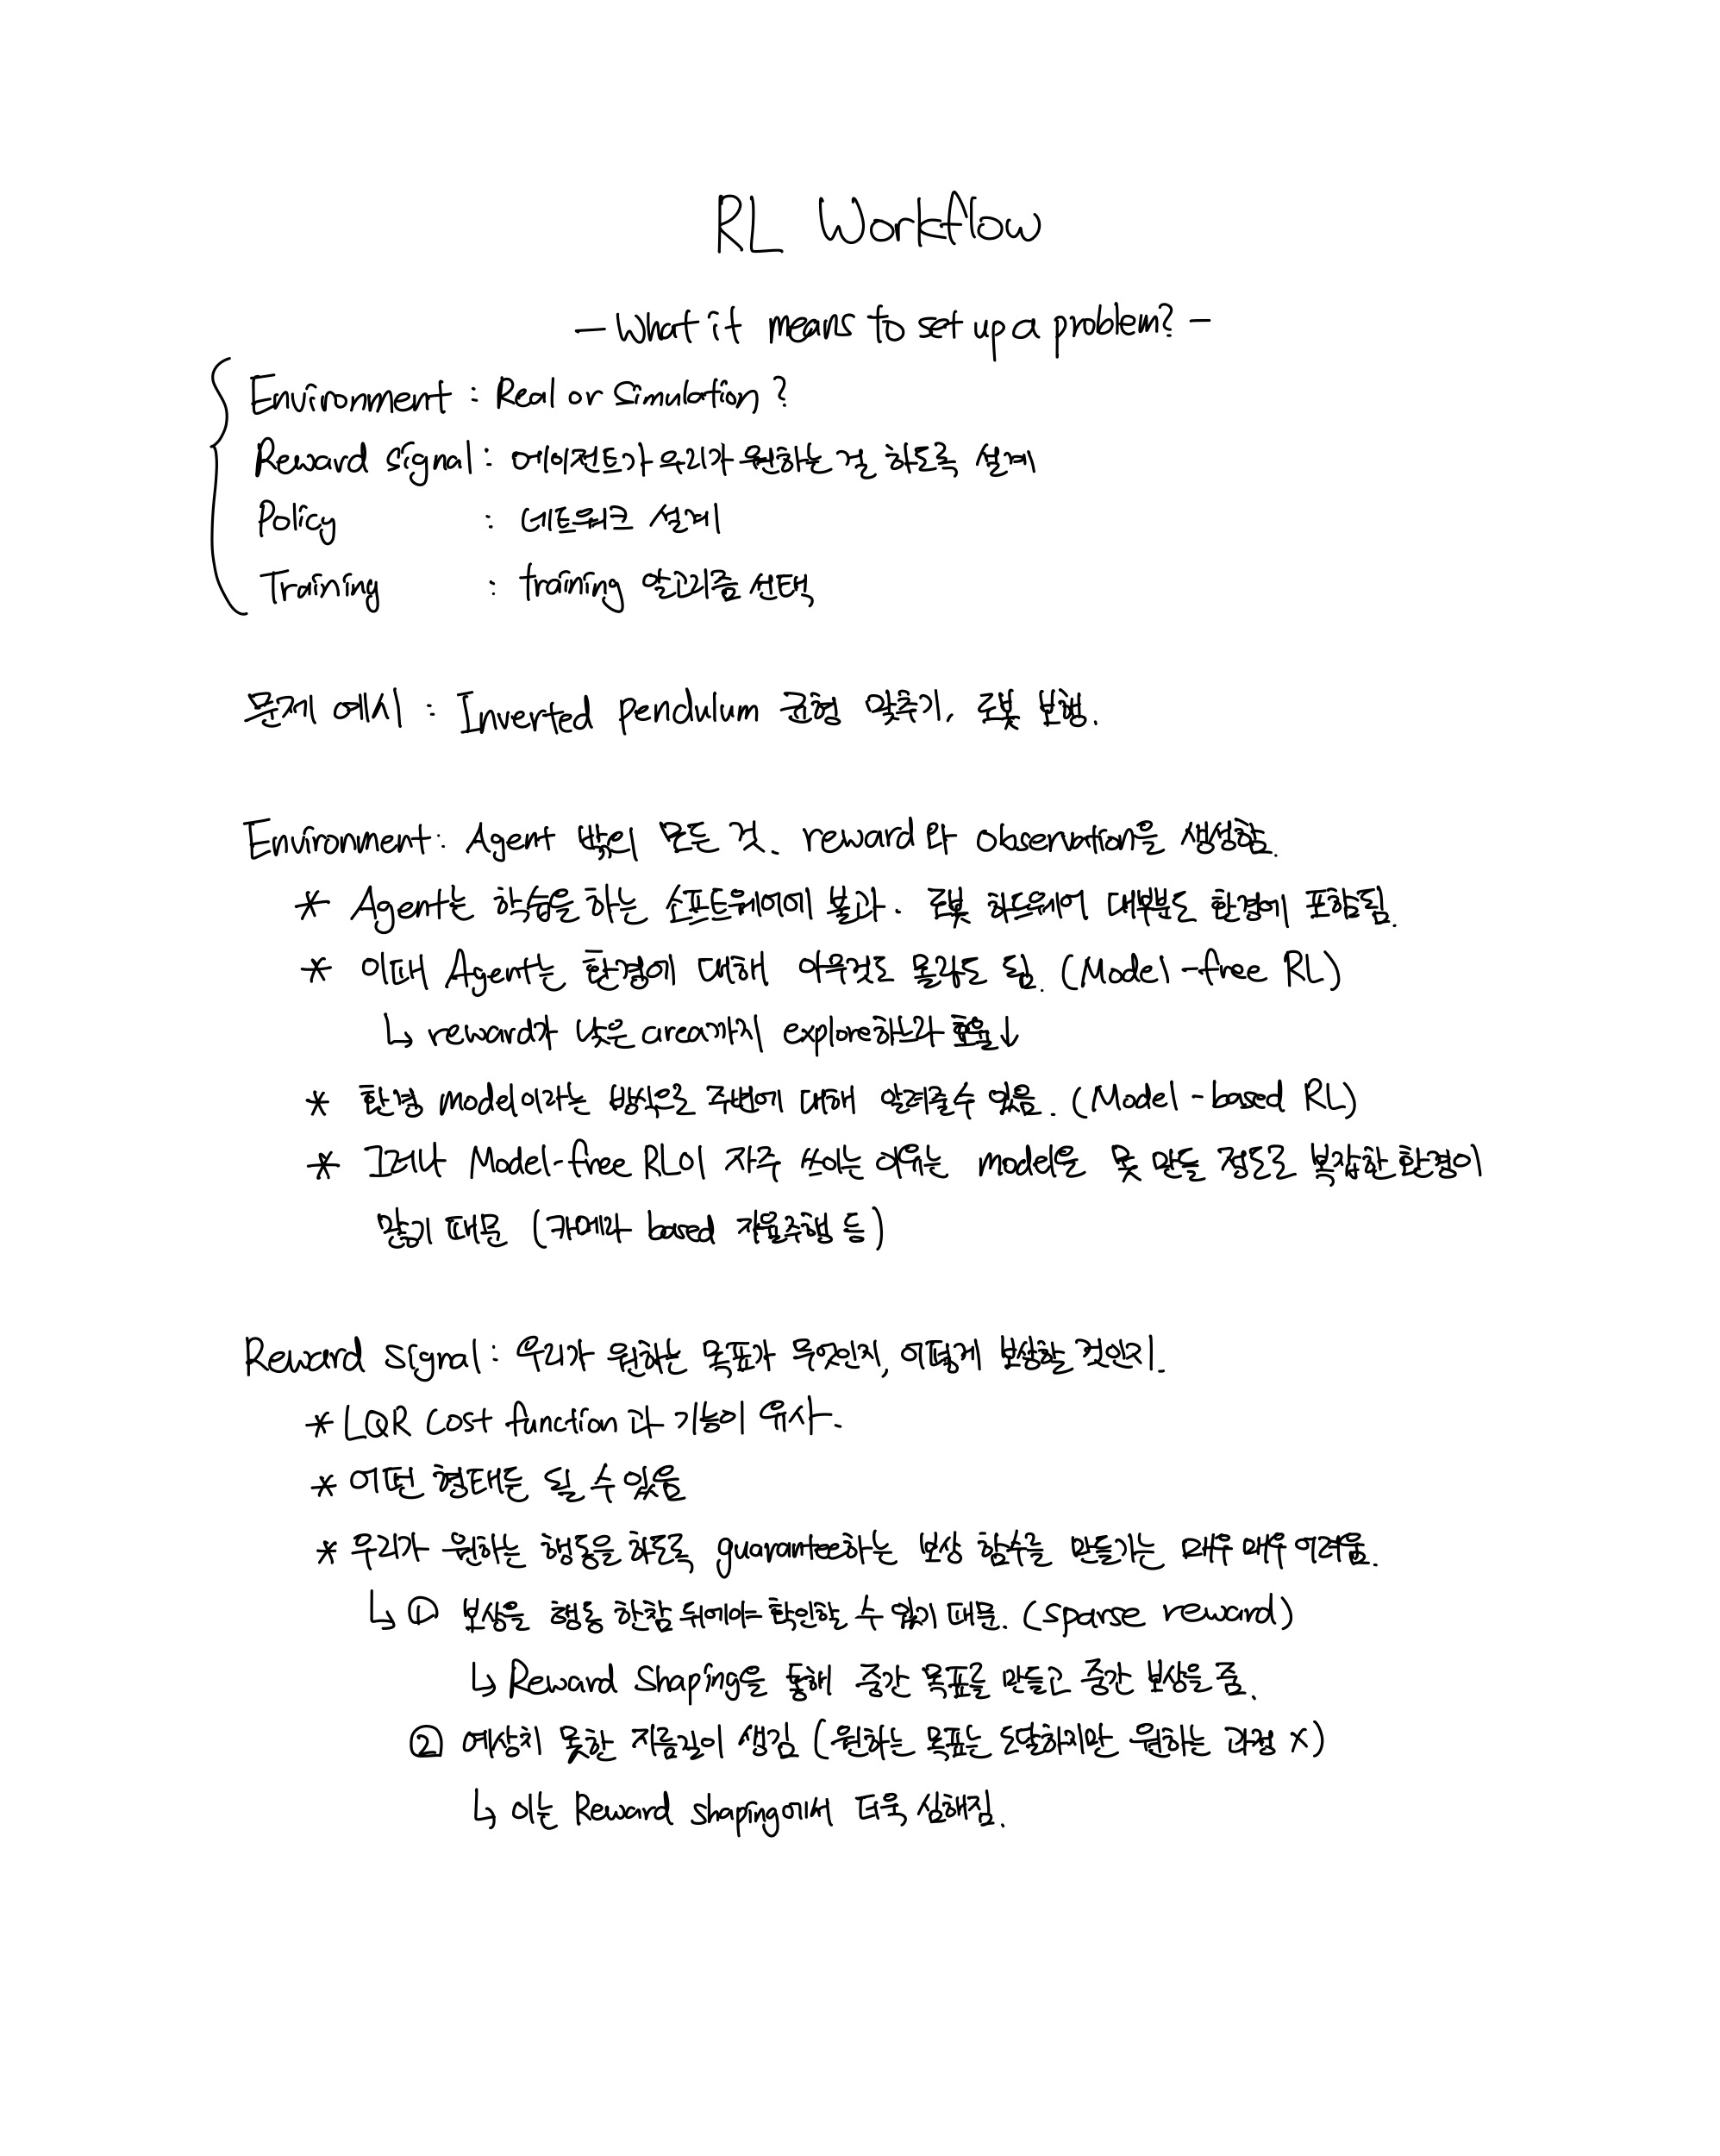 RL Workflow
- What it means to set up a problem? -
Environment : Real or Simulation?
Reward signal : 에이전트가 우리가 원하는 걸 하도록 설계
Policy : 네트워크 설계
Training : training 알고리즘 선택
문제 예시 : Inverted pendulum 균형 맞추기, 로봇 보행.
Environment : Agent 밖의 모든 것. reward와 observation을 생성함.
* Agent는 학습을 하는 소프트웨어에 불과. 로봇 하드웨어 대부분도 환경에 포함됨.
* 이때 Agent는 환경에 대해 아무것도 몰라도 됨. (Model-free RL)
↳ reward가 낮은 area까지 explore하느라 효율↓
* 환경 model이라는 방식으로 주변에 대해 알려줄 수 있음. (Model-based RL)
* 그러나 Model-free RL이 자주 쓰이는 이유는 model을 못 만들 정도로 복잡한 환경이
많기 때문 (카메라 based 자율주행 등)
Reward signal : 우리가 원하는 목표가 무엇인지, 어떻게 보상할 것인지.
* LQR Cost function과 기능이 유사.
* 어떤 형태든 될 수 있음
* 우리가 원하는 행동을 하도록 guarantee하는 보상 함수를 만들기는 매우 매우 어려움.
↳ ① 보상을 행동 한참 뒤에야 확인할 수 있기 때문. (sparse reward)
↳ Reward Shaping을 통해 중간 목표를 만들고 중간 보상을 줌.
② 예상치 못한 지름길이 생김 (원하는 목표는 도달하지만 원하는 과정 X)
↳ 이는 Reward shaping에서 더욱 심해짐.